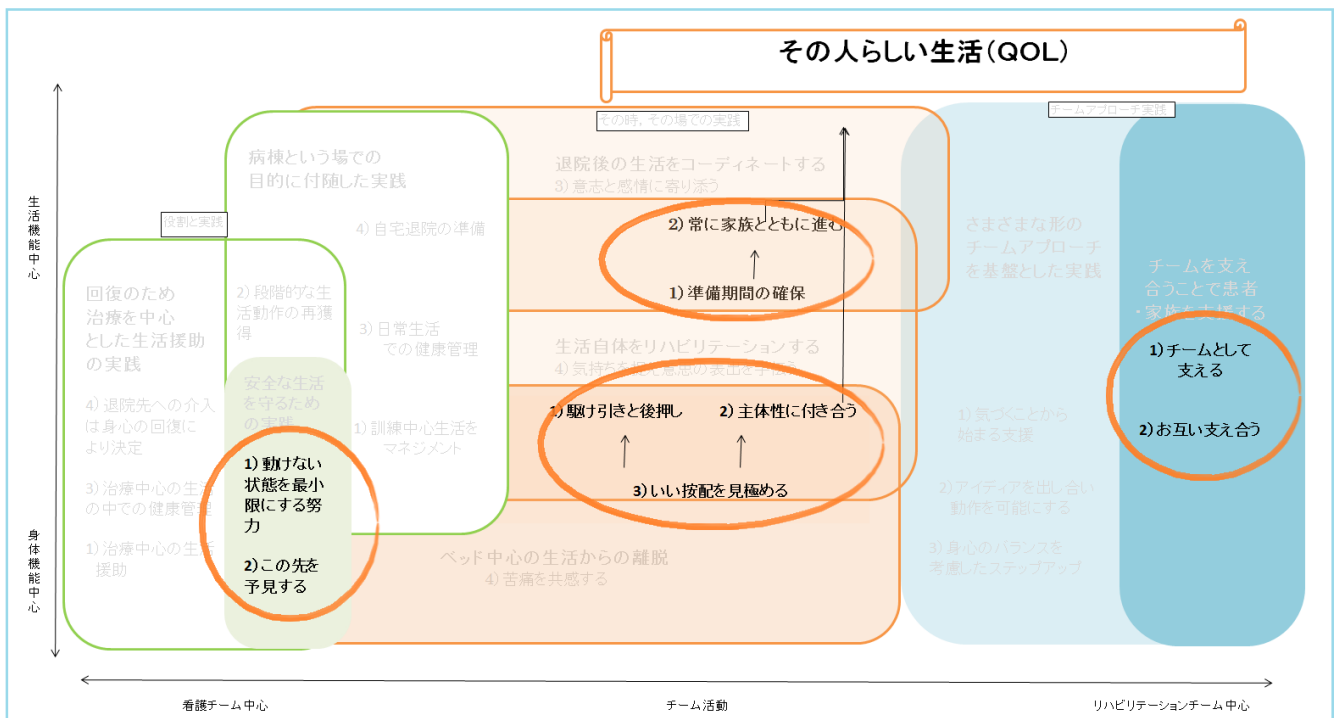 その人らしい生活(QOL)
その時、その場での実践
チームアプローチ実践
病棟という場での
目的に付随した実践
退院後の生活をコーディネートする
3)意志と感情に寄り添う
生活機能中心
役割と実践
4)自宅退院の準備
2)常に家族とともに進む
さまざまな形の
チームアプローチ
を基盤とした実践
回復のため
治療を中心
とした生活援助
の実践
2)段階的な生
活動作の再獲
得
1)準備期間の確保
チームを支え
合うことで患者
・家族を支援する
3)日常生活
での健康管理
生活自体をリハビリテーションする
1)チームとして
支える
安全な生活
を守るため
の実践
4)退院先への介入
は身心の回復に
より決定
1)訓練中心生活を
マネジメント
1)駆け引きと後押し
2)主体性に付き合う
1)気づくことから
始まる支援
2)お互い支え合う
1)動けない
状態を最小
限にする努
力
3)いい按配を見極める
3)治療中心の生活
の中での健康管理
2)アイディアを出し合い
動作を可能にする
身体機能中心
1)治療中心の生活
援助
2)この先を
予見する
ベッド中心の生活からの離脱
4)苦痛を共感する
3)身心のバランスを
考慮したステップアップ
看護チーム中心
チーム活動
リハビリテーションチーム中心